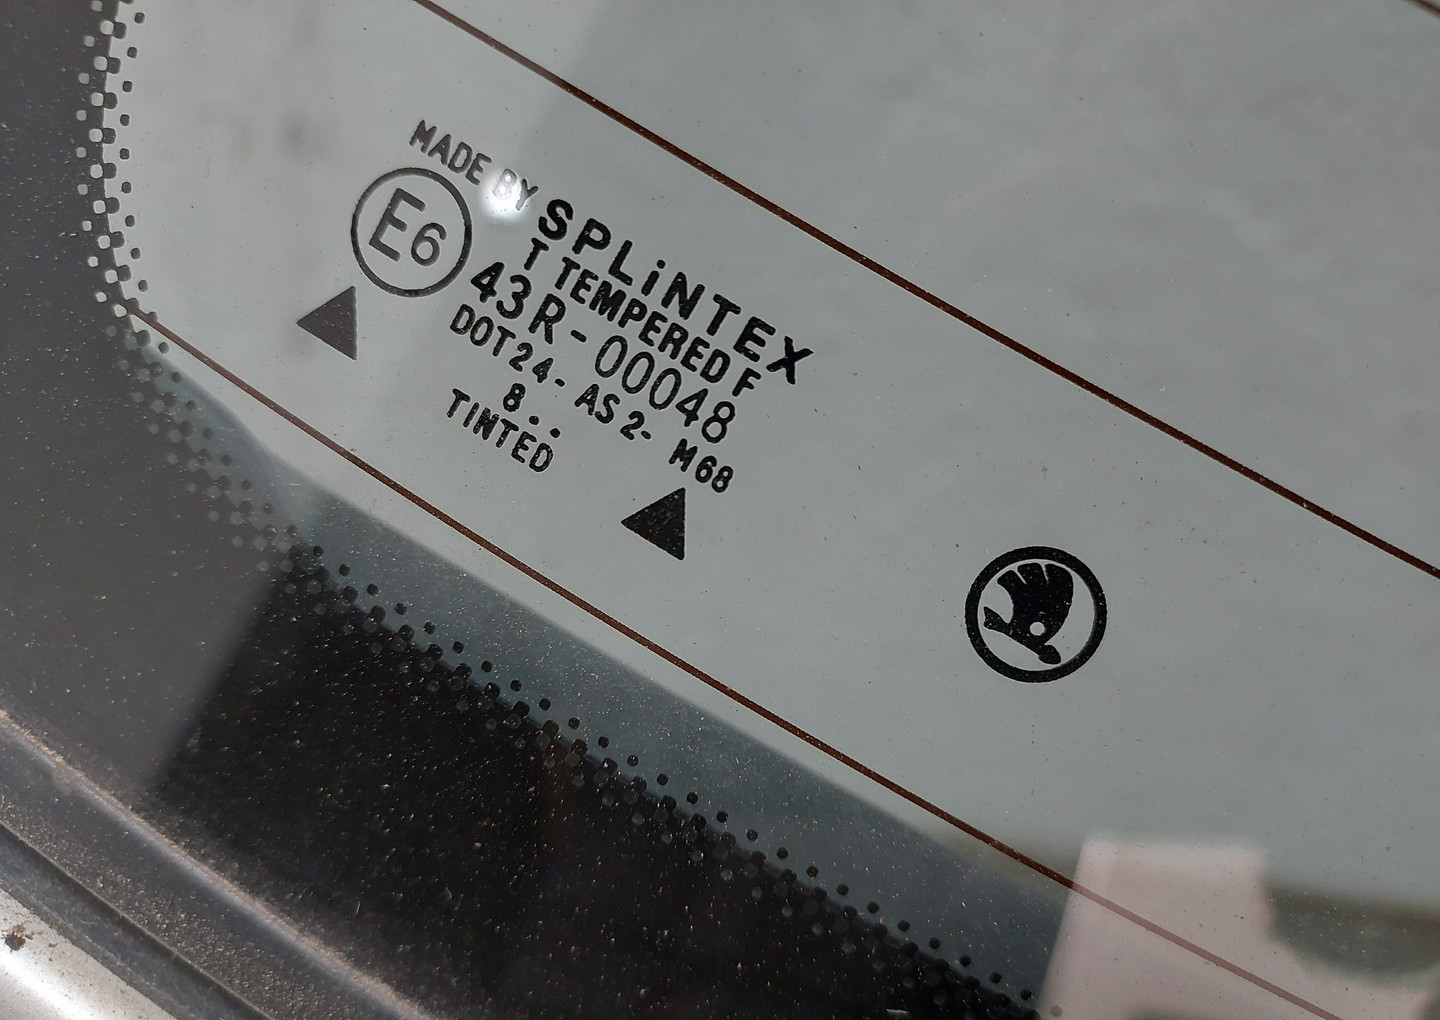 MADE BY SPLiNTEX
E6
T TEMPERED F
43R-00048
DOT24- AS2- M68
8..
TINTED